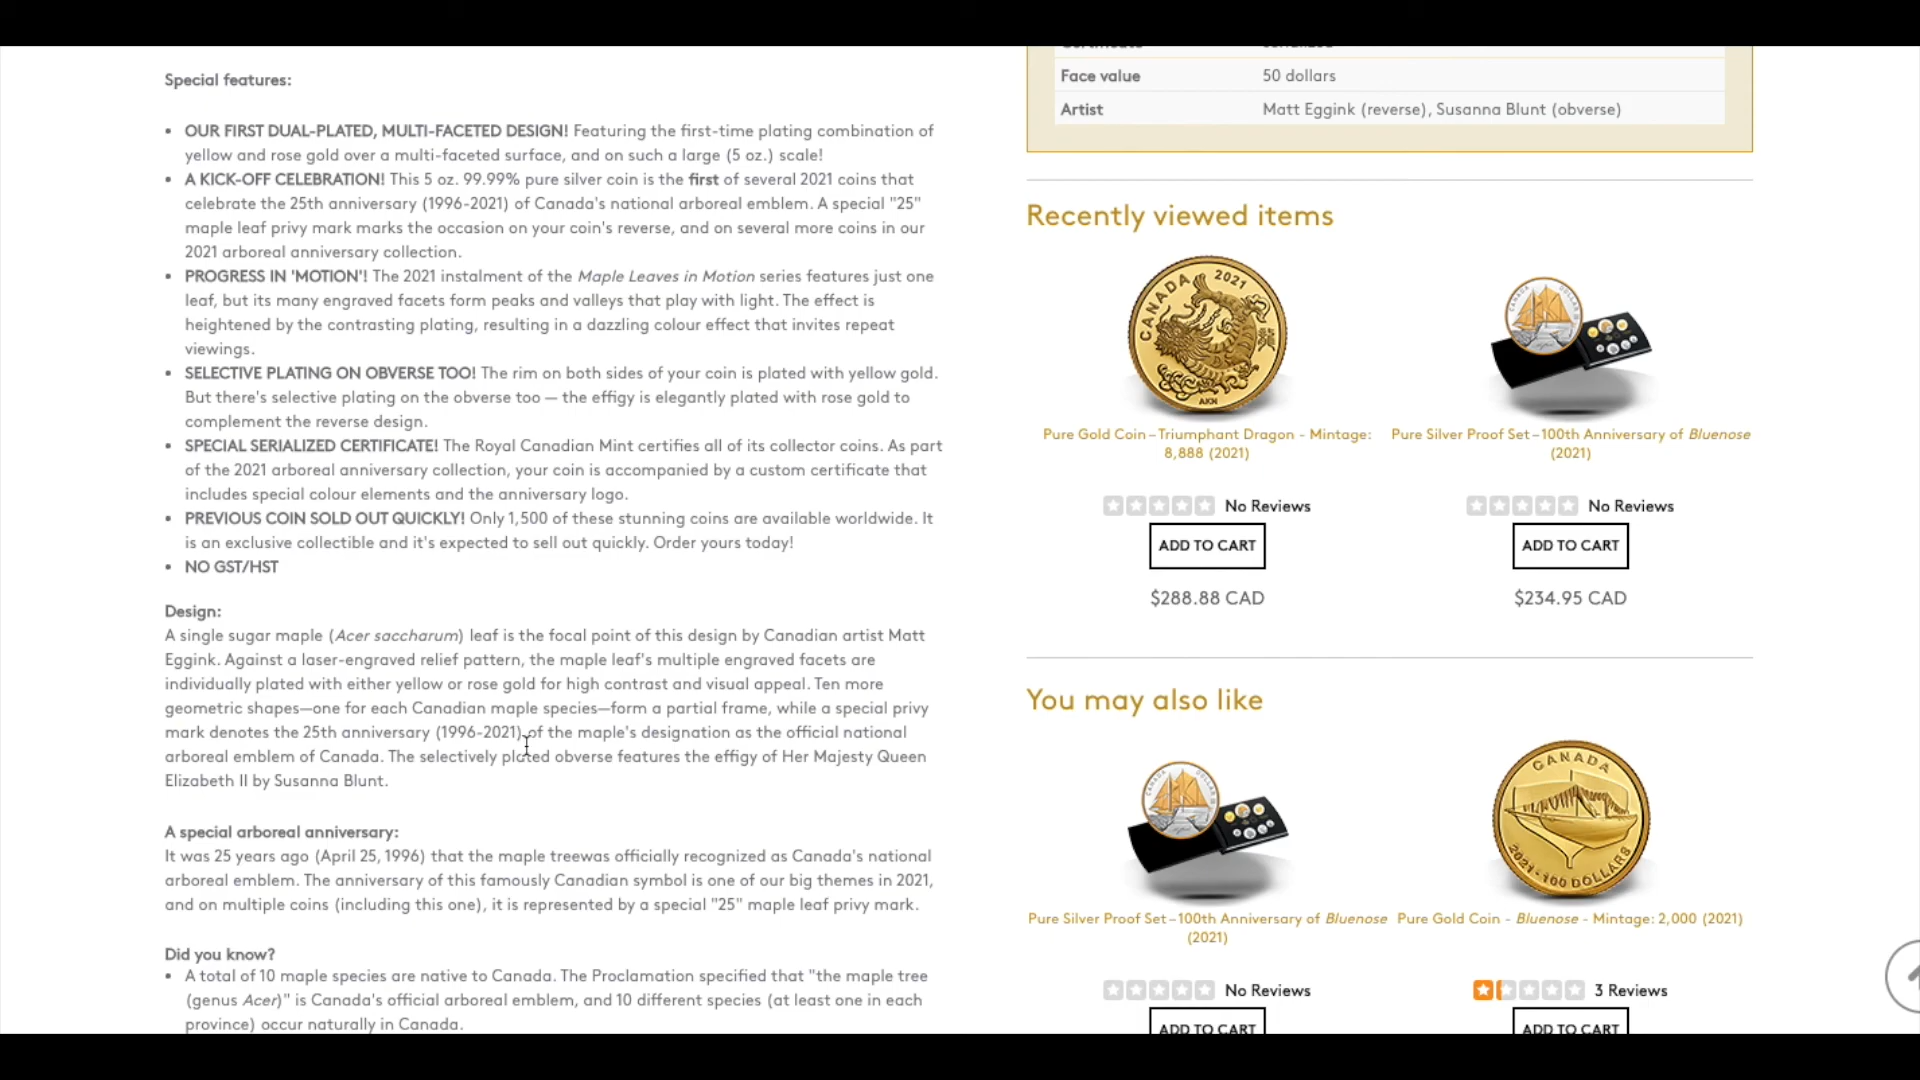 Special features:
• OUR FIRST DUAL-PLATED, MULTI-FACETED DESIGN! Featuring the first-time plating combination of
yellow and rose gold over a multi-faceted surface, and on such a large (5 oz.) scale!
• A KICK-OFF CELEBRATION! This 5 oz. 99.99% pure silver coin is the first of several 2021 coins that
celebrate the 25th anniversary (1996-2021) of Canada's national arboreal emblem. A special "25"
maple leaf privy mark marks the occasion on your coin's reverse, and on several more coins in our
2021 arboreal anniversary collection.
• PROGRESS IN 'MOTION'! The 2021 instalment of the Maple Leaves in Motion series features just one
leaf, but its many engraved facets form peaks and valleys that play with light. The effect is
heightened by the contrasting plating, resulting in a dazzling colour effect that invites repeat
viewings.
• SELECTIVE PLATING ON OBVERSE TOO! The rim on both sides of your coin is plated with yellow gold.
But there's selective plating on the obverse too — the effigy is elegantly plated with rose gold to
complement the reverse design.
• SPECIAL SERIALIZED CERTIFICATE! The Royal Canadian Mint certifies all of its collector coins. As part
of the 2021 arboreal anniversary collection, your coin is accompanied by a custom certificate that
includes special colour elements and the anniversary logo.
• PREVIOUS COIN SOLD OUT QUICKLY! Only 1,500 of these stunning coins are available worldwide. It
is an exclusive collectible and it's expected to sell out quickly. Order yours today!
• NO GST/HST
Design:
A single sugar maple (Acer saccharum) leaf is the focal point of this design by Canadian artist Matt
Eggink. Against a laser-engraved relief pattern, the maple leaf's multiple engraved facets are
individually plated with either yellow or rose gold for high contrast and visual appeal. Ten more
geometric shapes—one for each Canadian maple species—form a partial frame, while a special privy
mark denotes the 25th anniversary (1996-2021) of the maple's designation as the official national
arboreal emblem of Canada. The selectively plated obverse features the effigy of Her Majesty Queen
Elizabeth II by Susanna Blunt.
A special arboreal anniversary:
It was 25 years ago (April 25, 1996) that the maple treewas officially recognized as Canada's national
arboreal emblem. The anniversary of this famously Canadian symbol is one of our big themes in 2021,
and on multiple coins (including this one), it is represented by a special "25" maple leaf privy mark.
Did you know?
• A total of 10 maple species are native to Canada. The Proclamation specified that "the maple tree
(genus Acer)" is Canada's official arboreal emblem, and 10 different species (at least one in each
province) occur naturally in Canada.
Face value 50 dollars
Artist Matt Eggink (reverse), Susanna Blunt (obverse)
Recently viewed items
CANADA 2021
Pure Gold Coin – Triumphant Dragon - Mintage:
8,888 (2021)
No Reviews
ADD TO CART
$288.88 CAD
Pure Silver Proof Set – 100th Anniversary of Bluenose
(2021)
No Reviews
ADD TO CART
$234.95 CAD
You may also like
Pure Silver Proof Set – 100th Anniversary of Bluenose
(2021)
No Reviews
ADD TO CART
CANADA
2021 · 100 DOLLARS
Pure Gold Coin - Bluenose - Mintage: 2,000 (2021)
3 Reviews
ADD TO CART